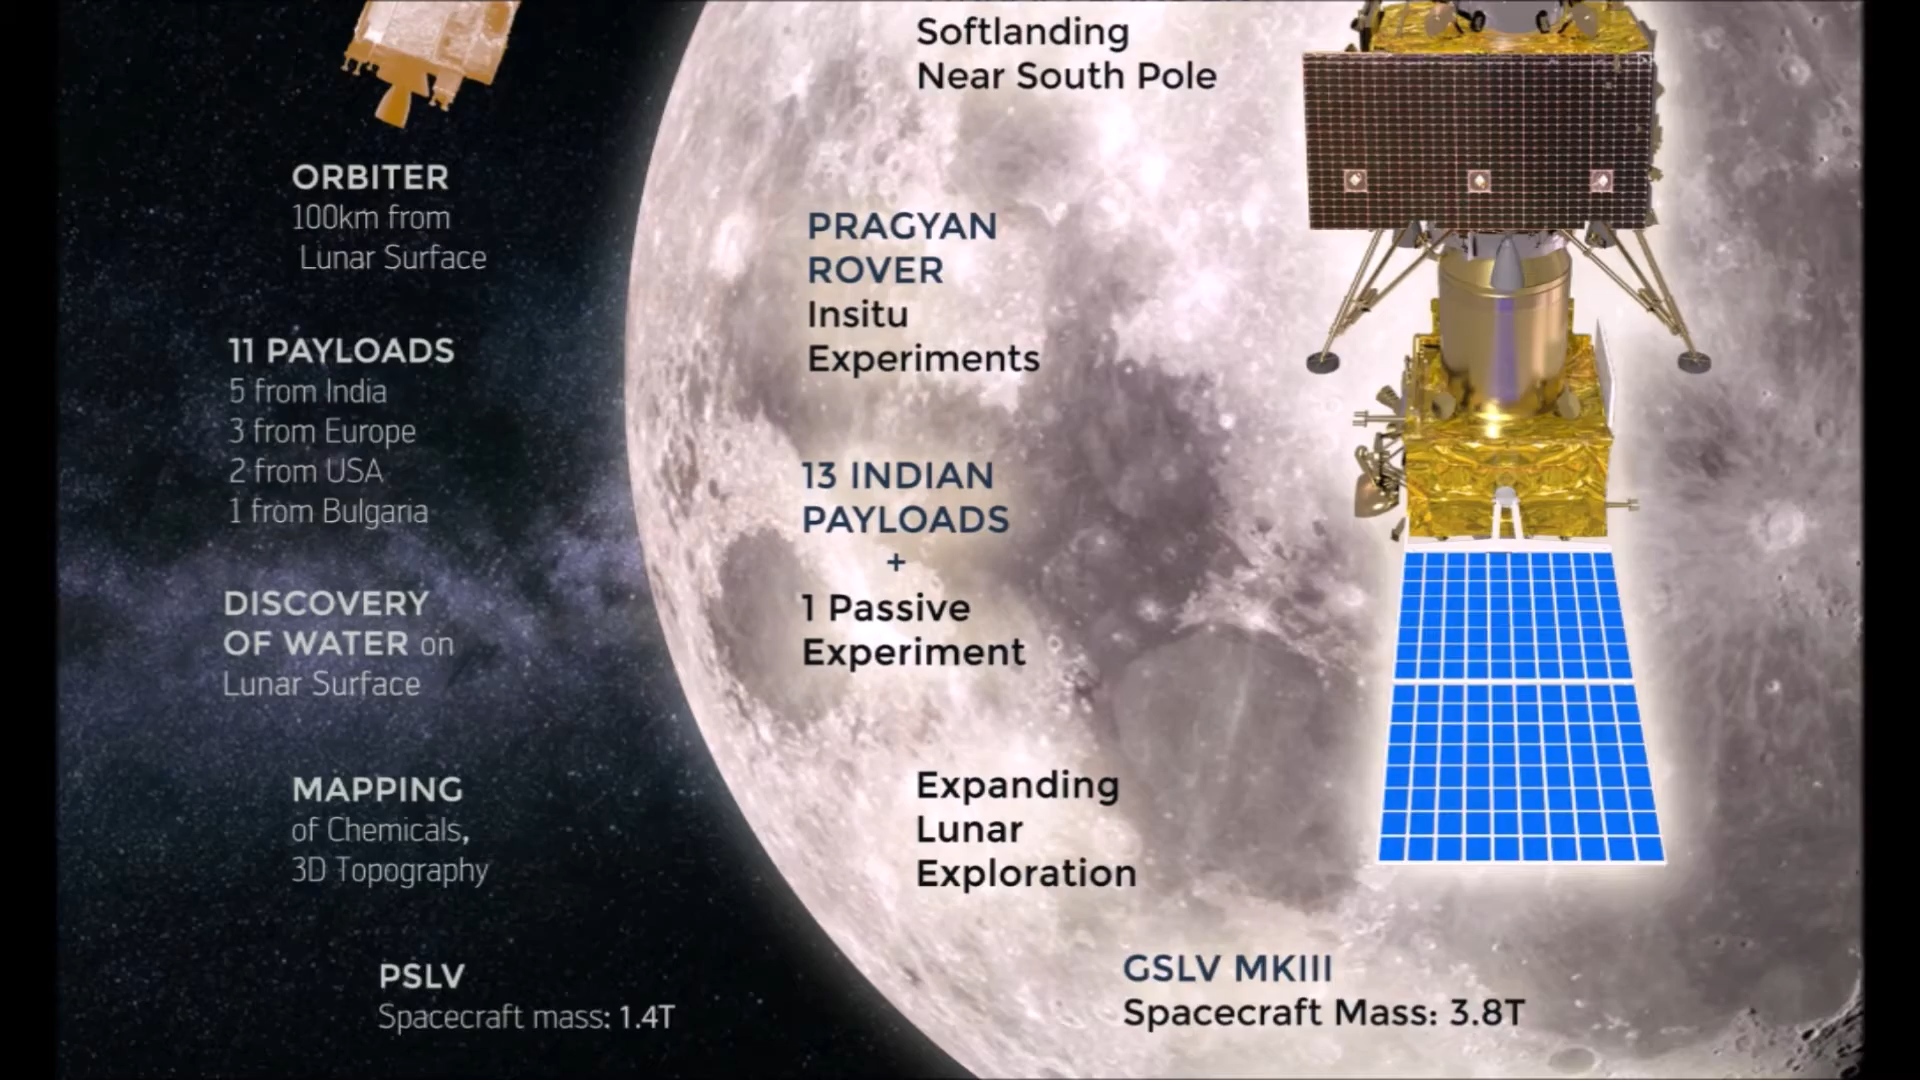 ORBITER
100km from
Lunar Surface
11 PAYLOADS
5 from India
3 from Europe
2 from USA
1 from Bulgaria
DISCOVERY
OF WATER on
Lunar Surface
MAPPING
of Chemicals,
3D Topography
PSLV
Spacecraft mass: 1.4T
Softlanding
Near South Pole
PRAGYAN
ROVER
Insitu
Experiments
13 INDIAN
PAYLOADS
+
1 Passive
Experiment
Expanding
Lunar
Exploration
GSLV MKIII
Spacecraft Mass: 3.8T